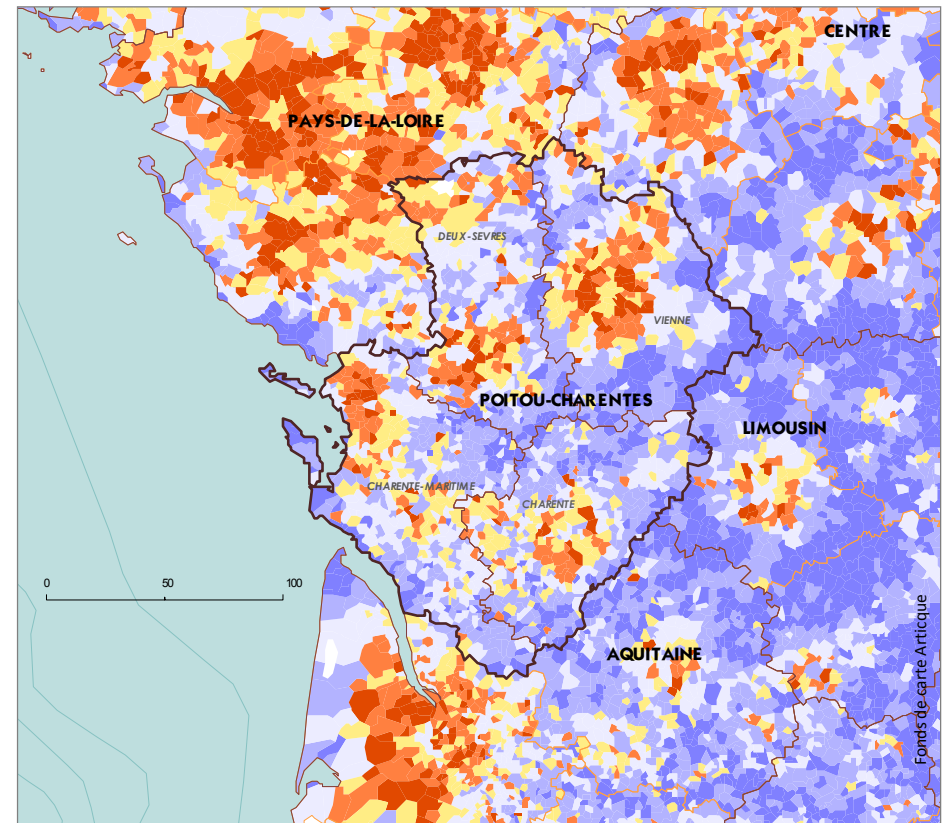 CENTRE
PAYS-DE-LA-LOIRE
DEUX-SEVRES
VIENNE
POITOU-CHARENTES
LIMOUSIN
CHARENTE-MARITIME
CHARENTE
0 50 100
AQUITAINE
Fonds de carte Articque